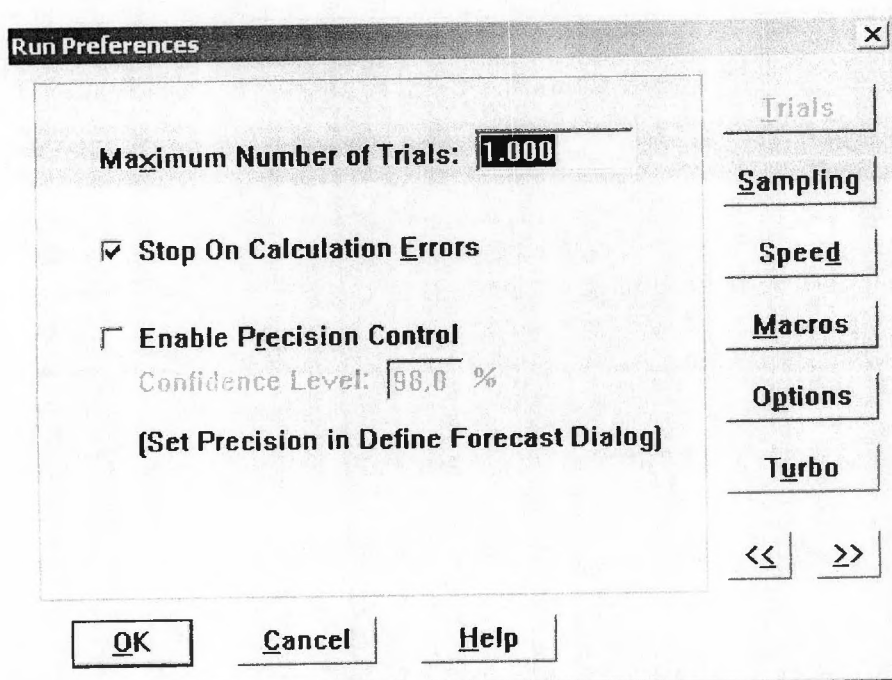 Run Preferences
Maximum Number of Trials: 1.000
Stop On Calculation Errors
Enable Precision Control
Confidence Level: 98,0 %
(Set Precision in Define Forecast Dialog)
Trials
Sampling
Speed
Macros
Options
Turbo
<< >>
OK Cancel Help